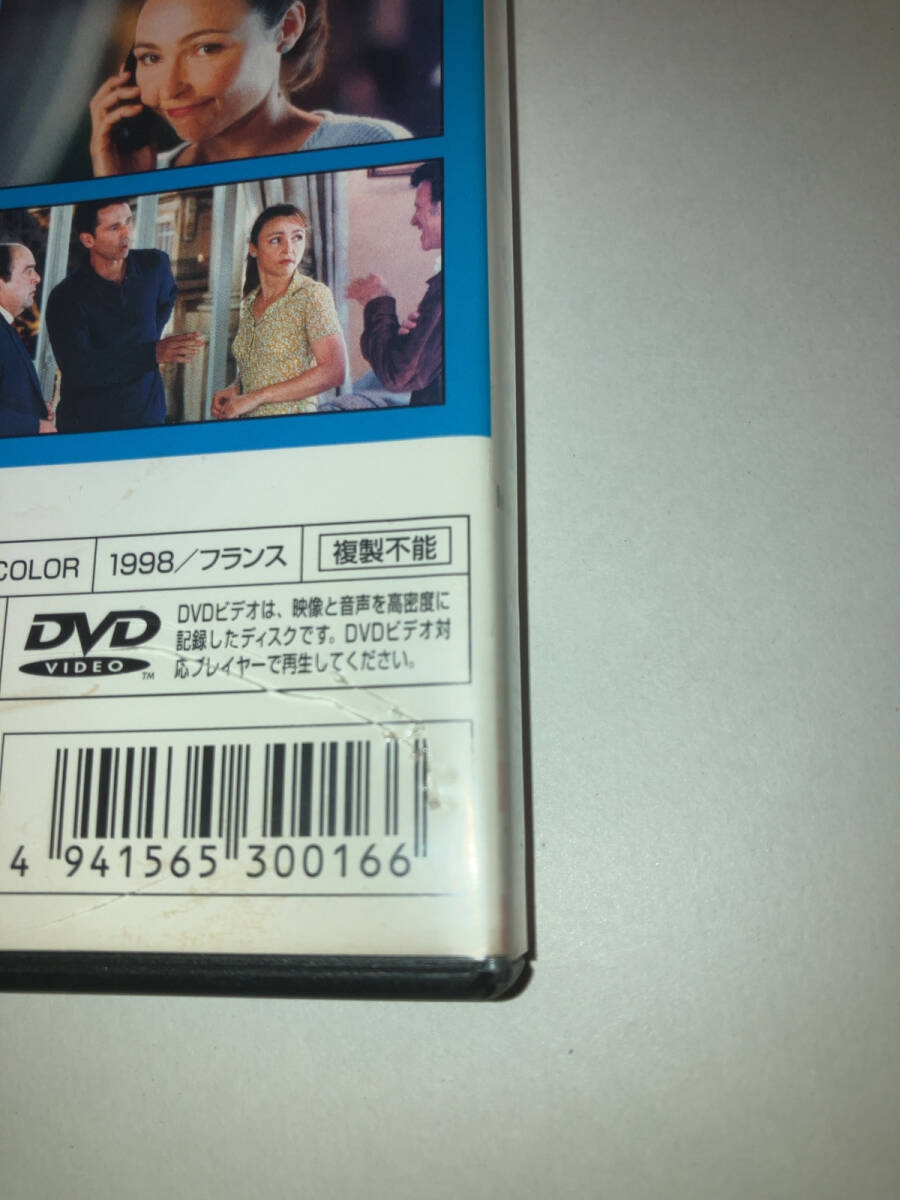 COLOR
1998/フランス
複製不能
DVD
VIDEO
TM
DVDビデオは、映像と音声を高密度に
記録したディスクです。DVDビデオ対
応プレイヤーで再生してください。
4 941565 300166